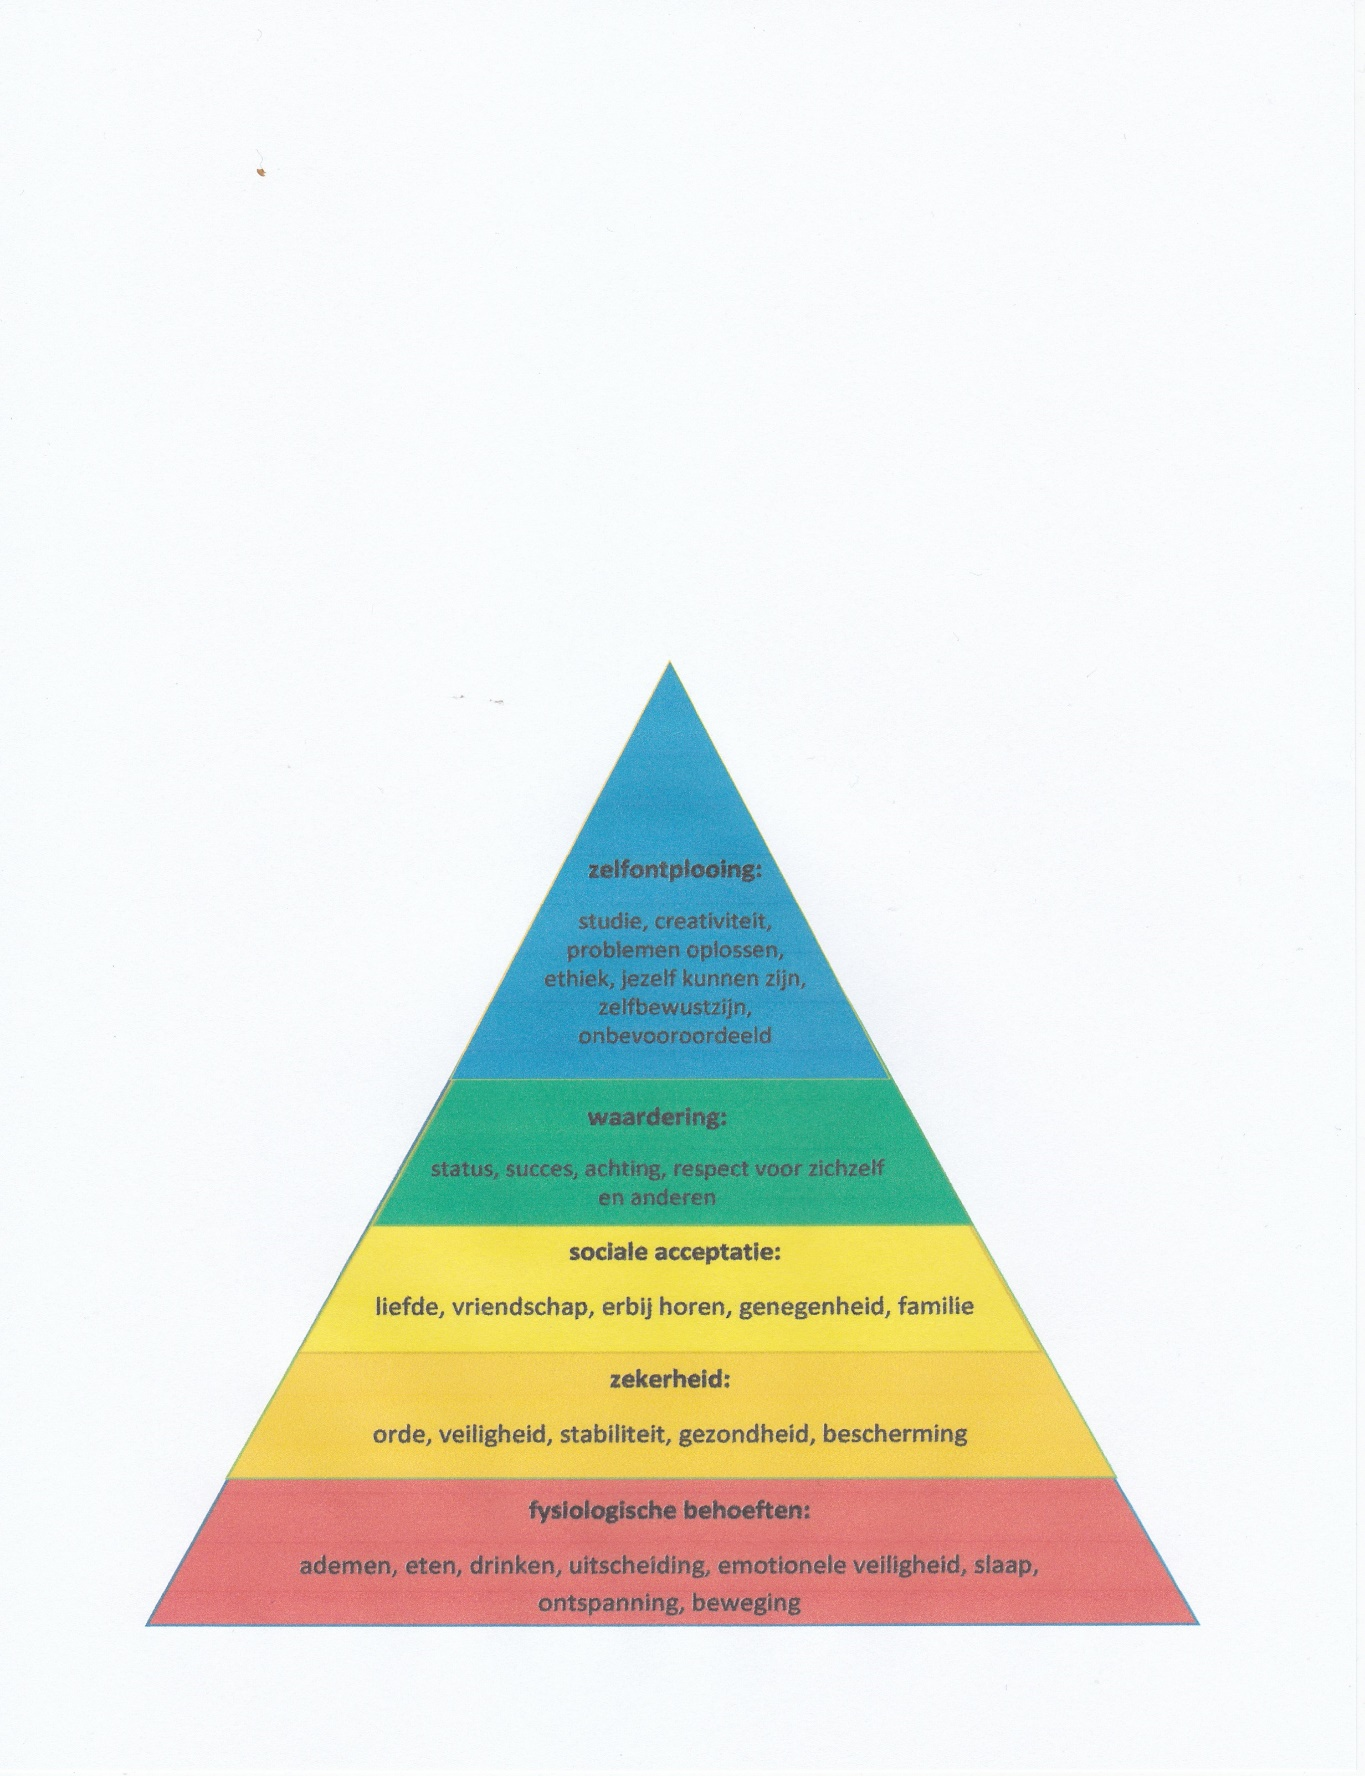 zelfontplooing:
studie, creativiteit,
problemen oplossen,
ethiek, jezelf kunnen zijn,
zelfbewustzijn,
onbevooroordeeld
waardering:
status, succes, achting, respect voor zichzelf
en anderen
sociale acceptatie:
liefde, vriendschap, erbij horen, genegenheid, familie
zekerheid:
orde, veiligheid, stabiliteit, gezondheid, bescherming
fysiologische behoeften:
ademen, eten, drinken, uitscheiding, emotionele veiligheid, slaap,
ontspanning, beweging